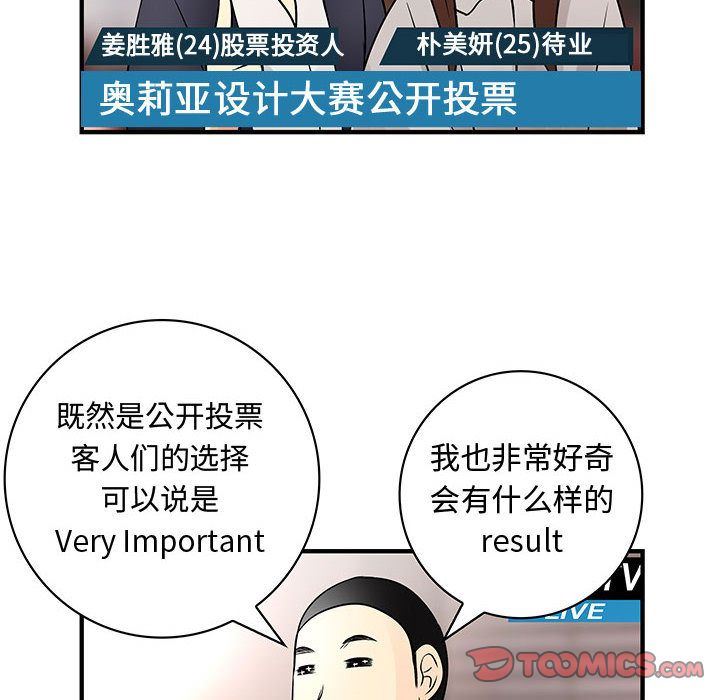 姜胜雅(24)股票投资人
朴美妍(25)待业
奥莉亚设计大赛公开投票
既然是公开投票
客人们的选择
可以说是
Very Important
我也非常好奇
会有什么样的
result
TV
LIVE
TOOMICS.COM